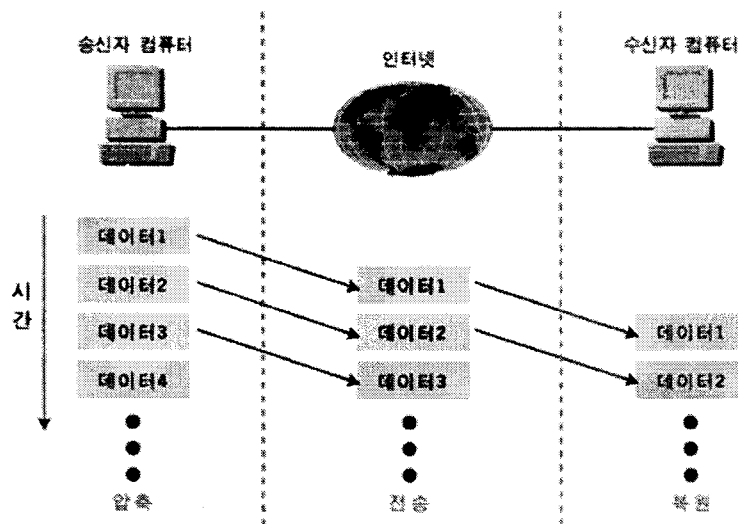 송신자 컴퓨터
인터넷
수신자 컴퓨터
시간
데이터1
데이터2
데이터3
데이터4
데이터1
데이터2
데이터3
데이터1
데이터2
압축
전송
복원